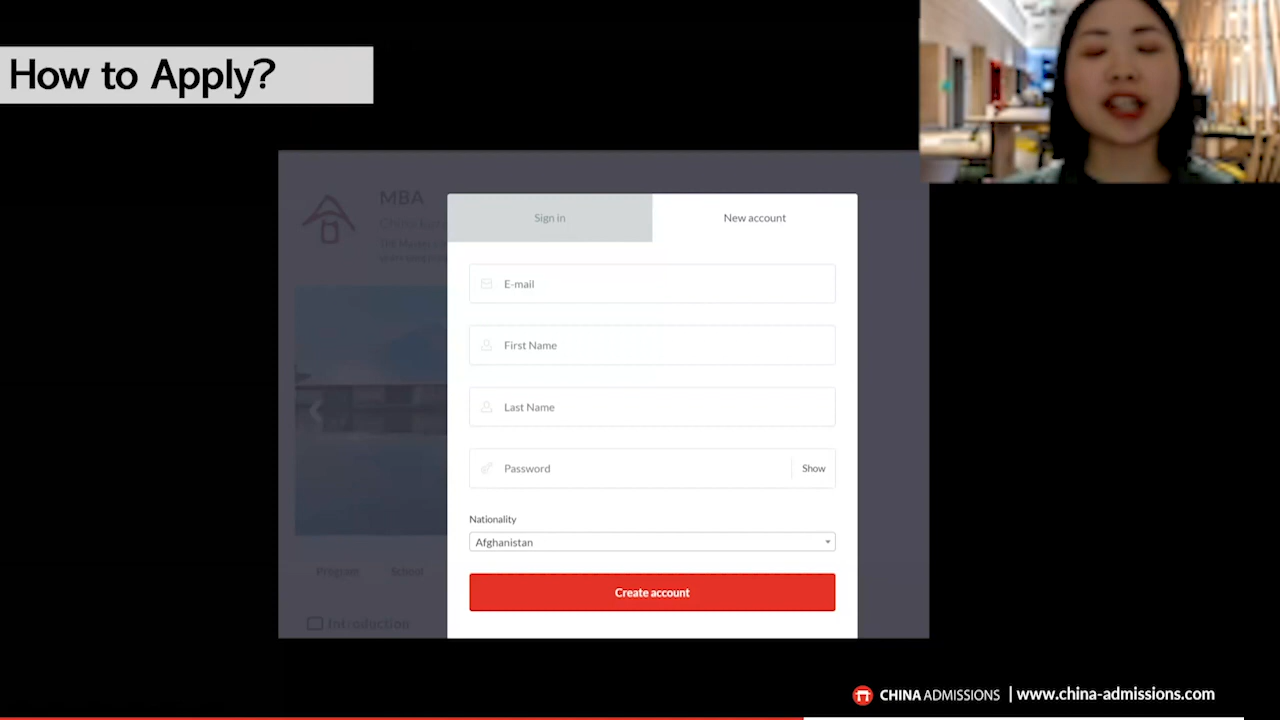 How to Apply?
MBA
Sign in
New account
E-mail
First Name
Last Name
Password
Show
Nationality
Afghanistan
Create account
Program
School
Introduction
CHINA ADMISSIONS | www.china-admissions.com